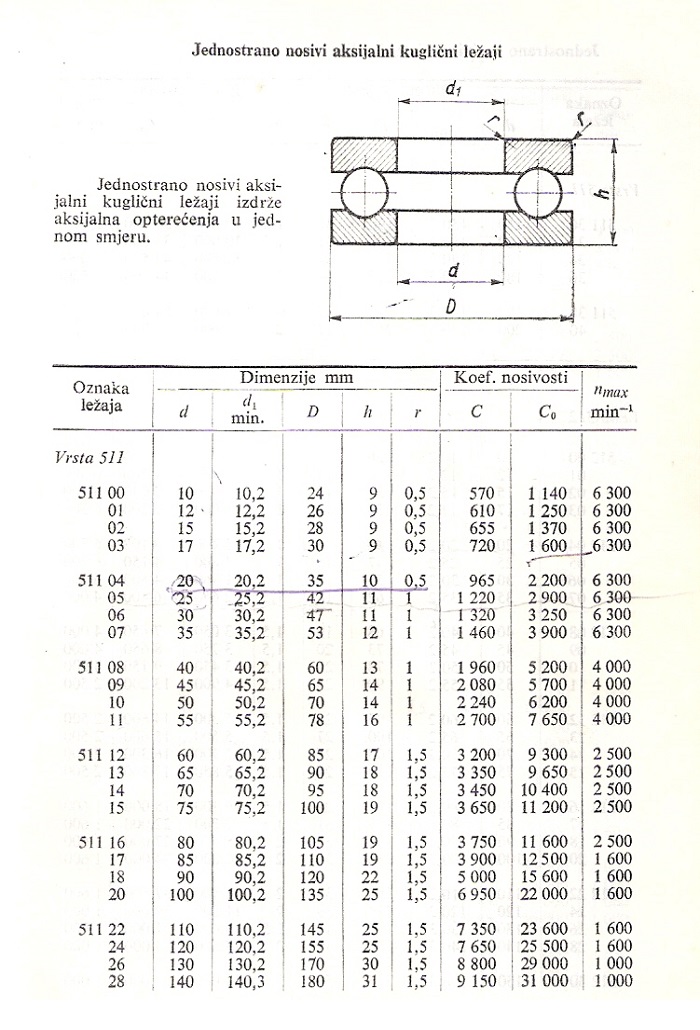 Jednostrano nosivi aksijalni kuglični ležaji
d₁
r
r
Jednostrano nosivi aksi-
jalni kuglični ležaji izdrže
aksijalna opterećenja u jed-
nom smjeru.
h
d
D
Oznaka ležaja Dimenzije mm Koef. nosivosti nmax min⁻¹
d d₁ min. D h r C C₀
Vrsta 511
511 00 10 10,2 24 9 0,5 570 1 140 6 300
01 12 12,2 26 9 0,5 610 1 250 6 300
02 15 15,2 28 9 0,5 655 1 370 6 300
03 17 17,2 30 9 0,5 720 1 600 6 300
511 04 20 20,2 35 10 0,5 965 2 200 6 300
05 25 25,2 42 11 1 1 220 2 900 6 300
06 30 30,2 47 11 1 1 320 3 250 6 300
07 35 35,2 53 12 1 1 460 3 900 6 300
511 08 40 40,2 60 13 1 1 960 5 200 4 000
09 45 45,2 65 14 1 2 080 5 700 4 000
10 50 50,2 70 14 1 2 240 6 200 4 000
11 55 55,2 78 16 1 2 700 7 650 4 000
511 12 60 60,2 85 17 1,5 3 200 9 300 2 500
13 65 65,2 90 18 1,5 3 350 9 650 2 500
14 70 70,2 95 18 1,5 3 450 10 400 2 500
15 75 75,2 100 19 1,5 3 650 11 200 2 500
511 16 80 80,2 105 19 1,5 3 750 11 600 2 500
17 85 85,2 110 19 1,5 3 900 12 500 1 600
18 90 90,2 120 22 1,5 5 000 15 600 1 600
20 100 100,2 135 25 1,5 6 950 22 000 1 600
511 22 110 110,2 145 25 1,5 7 350 23 600 1 600
24 120 120,2 155 25 1,5 7 650 25 500 1 600
26 130 130,2 170 30 1,5 8 800 29 000 1 000
28 140 140,3 180 31 1,5 9 150 31 000 1 000